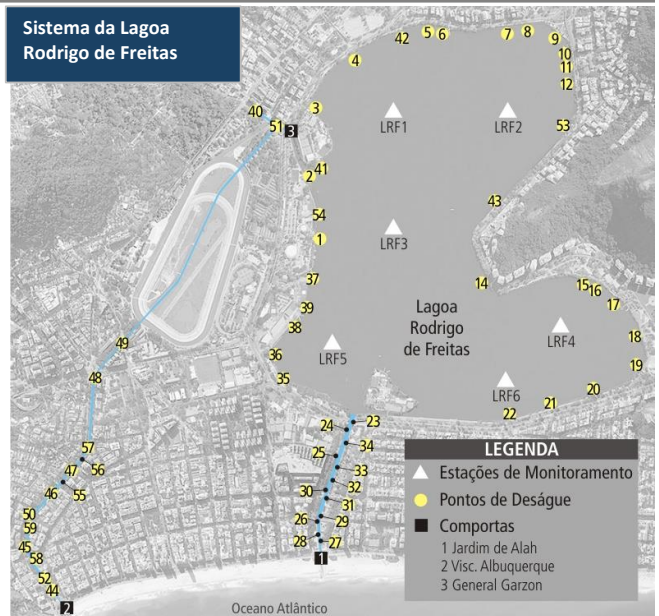 Sistema da Lagoa
Rodrigo de Freitas
5 6 7 8 9
42
4
10
11
12
40
51
3
3
53
LRF1
LRF2
41
2
43
54
1
LRF3
37
14
15
16
17
39
38
Lagoa
Rodrigo
de Freitas
18
LRF4
49
36
LRF5
19
48
35
LRF6
20
21
22
23
24
34
57
56
25
33
47
46
55
32
30
31
50
59
26
29
28
27
45
58
1
52
44
2
Oceano Atlântico
LEGENDA
Estações de Monitoramento
Pontos de Deságue
Comportas
1 Jardim de Alah
2 Visc. Albuquerque
3 General Garzon